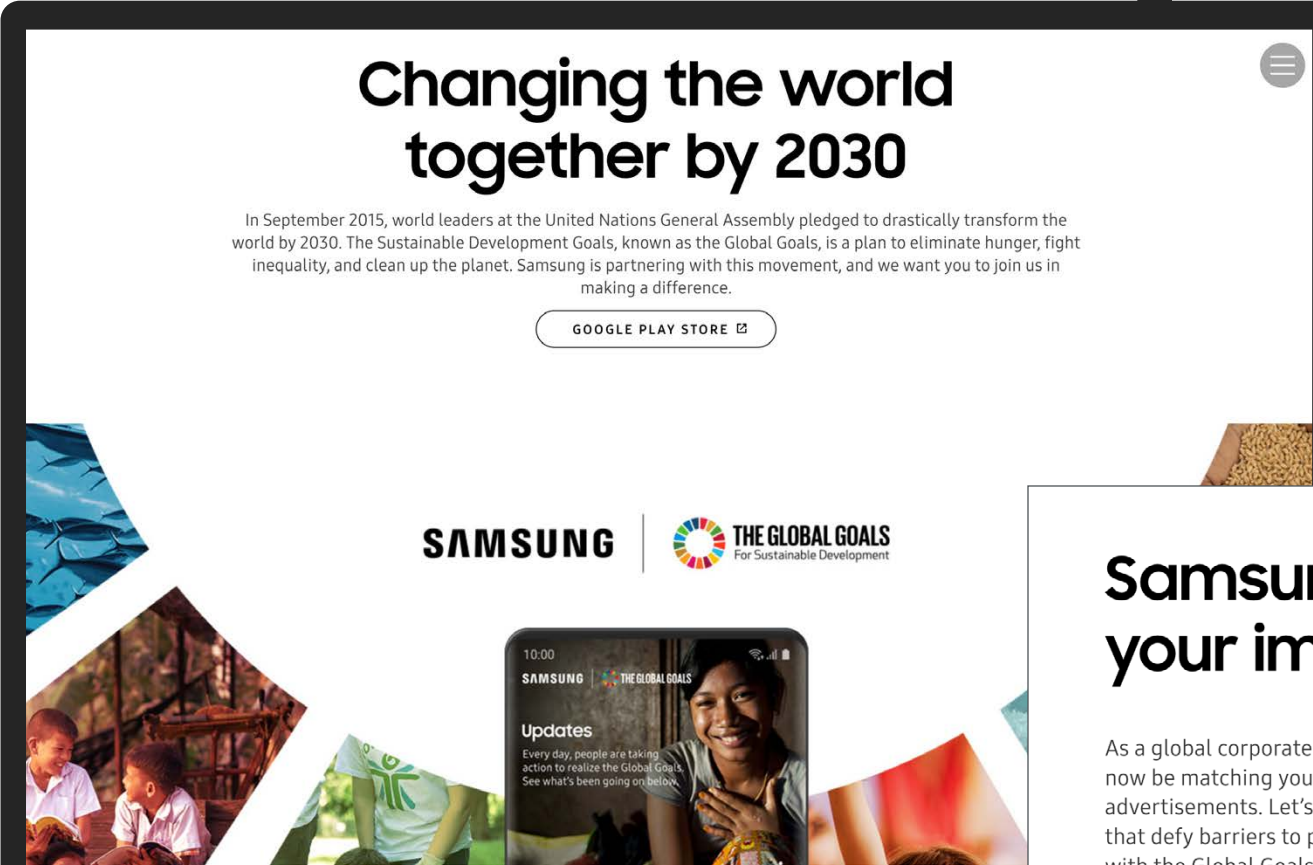 Changing the world
together by 2030
In September 2015, world leaders at the United Nations General Assembly pledged to drastically transform the
world by 2030. The Sustainable Development Goals, known as the Global Goals, is a plan to eliminate hunger, fight
inequality, and clean up the planet. Samsung is partnering with this movement, and we want you to join us in
making a difference.
GOOGLE PLAY STORE
SAMSUNG
THE GLOBAL GOALS
For Sustainable Development
10:00
SAMSUNG
THE GLOBAL GOALS
Updates
Every day, people are taking
action to realize the Global Goals.
See what's been going on below.
Samsu
your im
As a global corporate
now be matching you
advertisements. Let's
that defy barriers to p
with the Global Goals